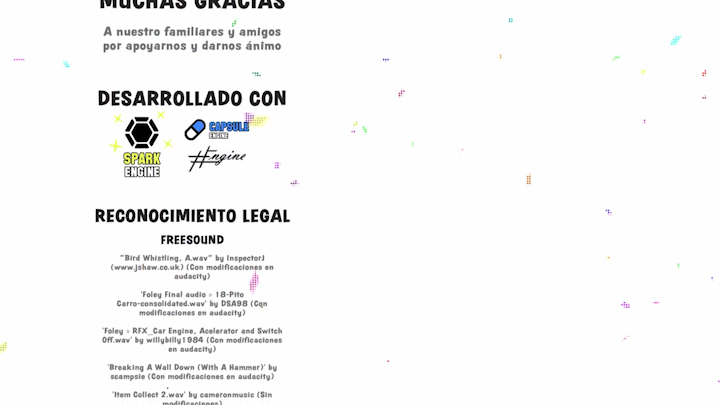 MUCHAS GRACIAS
A nuestro familiares y amigos
por apoyarnos y darnos ánimo
DESARROLLADO CON
SPARK
ENGINE
CAPSULE
ENGINE
#Engine
RECONOCIMIENTO LEGAL
FREESOUND
"Bird Whistling, A.wav" by InspectorJ
(www.jshaw.co.uk) (Con modificaciones en
audacity)
'Foley Final audio » 18-Pito
Carro-consolidated.wav' by DSA98 (Con
modificaciones en audacity)
'Foley » RFX_Car Engine, Acelerator and Switch
Off.wav' by willybilly1984 (Con modificaciones
en audacity)
'Breaking A Wall Down (With A Hammer)' by
scampsie (Con modificaciones en audacity)
'Item Collect 2.wav' by cameronmusic (Sin
modificaciones)